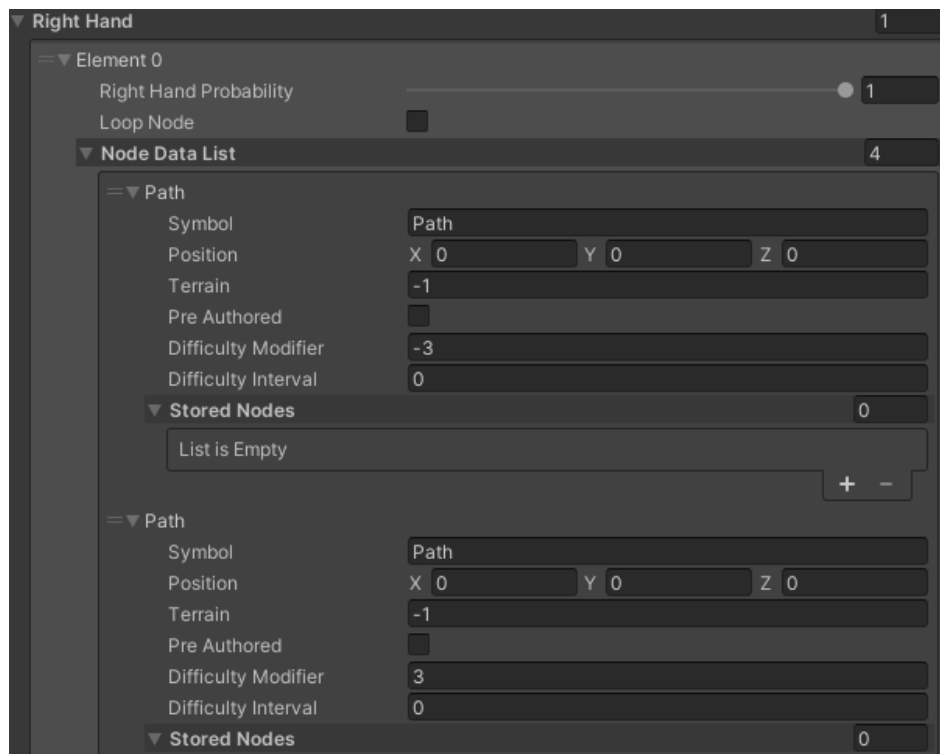 Right Hand 1
Element 0
Right Hand Probability 1
Loop Node
Node Data List 4
Path
Symbol Path
Position X 0 Y 0 Z 0
Terrain -1
Pre Authored
Difficulty Modifier -3
Difficulty Interval 0
Stored Nodes 0
List is Empty
+ −
Path
Symbol Path
Position X 0 Y 0 Z 0
Terrain -1
Pre Authored
Difficulty Modifier 3
Difficulty Interval 0
Stored Nodes 0